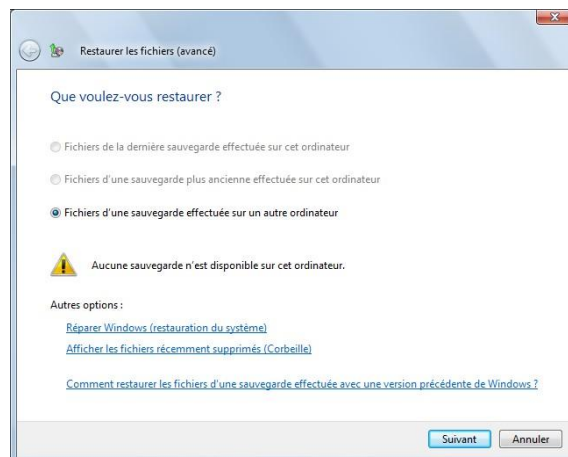 Restaurer les fichiers (avancé)
Que voulez-vous restaurer ?
Fichiers de la dernière sauvegarde effectuée sur cet ordinateur
Fichiers d'une sauvegarde plus ancienne effectuée sur cet ordinateur
Fichiers d'une sauvegarde effectuée sur un autre ordinateur
Aucune sauvegarde n'est disponible sur cet ordinateur.
Autres options :
Réparer Windows (restauration du système)
Afficher les fichiers récemment supprimés (Corbeille)
Comment restaurer les fichiers d'une sauvegarde effectuée avec une version précédente de Windows ?
Suivant Annuler